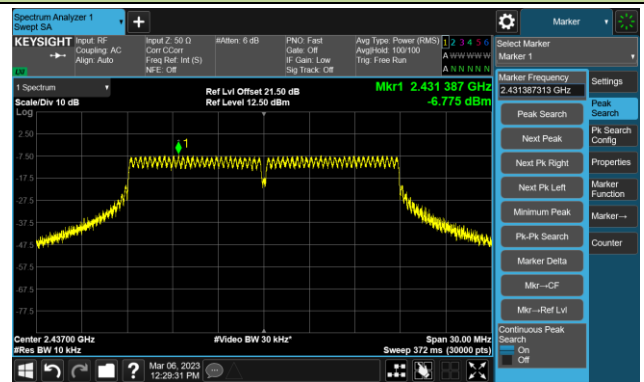 Spectrum Analyzer 1
Swept SA
Marker
KEYSIGHT
Input: RF
Coupling: AC
Align: Auto
Input Z: 50 Ω
Corr CCorr
Freq Ref: Int (S)
NFE: Off
#Atten: 6 dB
PNO: Fast
Gate: Off
IF Gain: Low
Sig Track: Off
Avg Type: Power (RMS)
Avg|Hold: 100/100
Trig: Free Run
1 2 3 4 5 6
A W W W W W
A N N N N N
LV
Select Marker
Marker 1
1 Spectrum
Scale/Div 10 dB
Log
Ref Lvl Offset 21.50 dB
Ref Level 12.50 dBm
Mkr1 2.431 387 GHz
-6.775 dBm
2.50
-7.50
-17.5
-27.5
-37.5
-47.5
-57.5
-67.5
-77.5
1
Center 2.43700 GHz
#Res BW 10 kHz
#Video BW 30 kHz*
Span 30.00 MHz
Sweep 372 ms (30000 pts)
Marker Frequency
2.431387313 GHz
Peak Search
Next Peak
Next Pk Right
Next Pk Left
Minimum Peak
Pk-Pk Search
Marker Delta
Mkr→CF
Mkr→Ref Lvl
Continuous Peak
Search
On
Off
Settings
Peak
Search
Pk Search
Config
Properties
Marker
Function
Marker→
Counter
Mar 06, 2023
12:29:31 PM